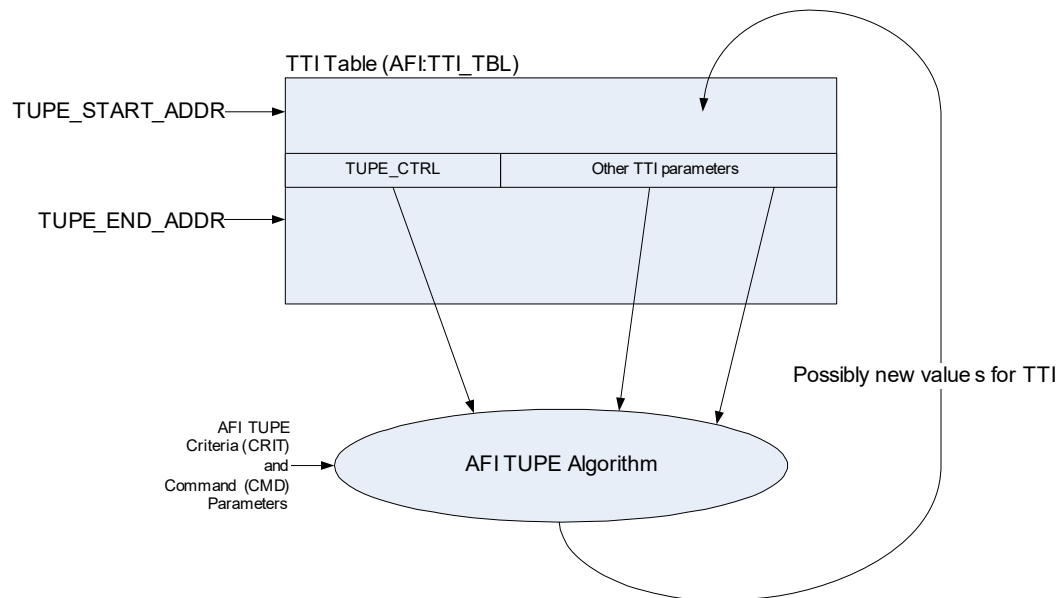 TTI Table (AFI:TTI_TBL)
TUPE_START_ADDR
TUPE_CTRL
Other TTI parameters
TUPE_END_ADDR
Possibly new values for TTI
AFI TUPE
Criteria (CRIT)
and
Command (CMD)
Parameters
AFI TUPE Algorithm